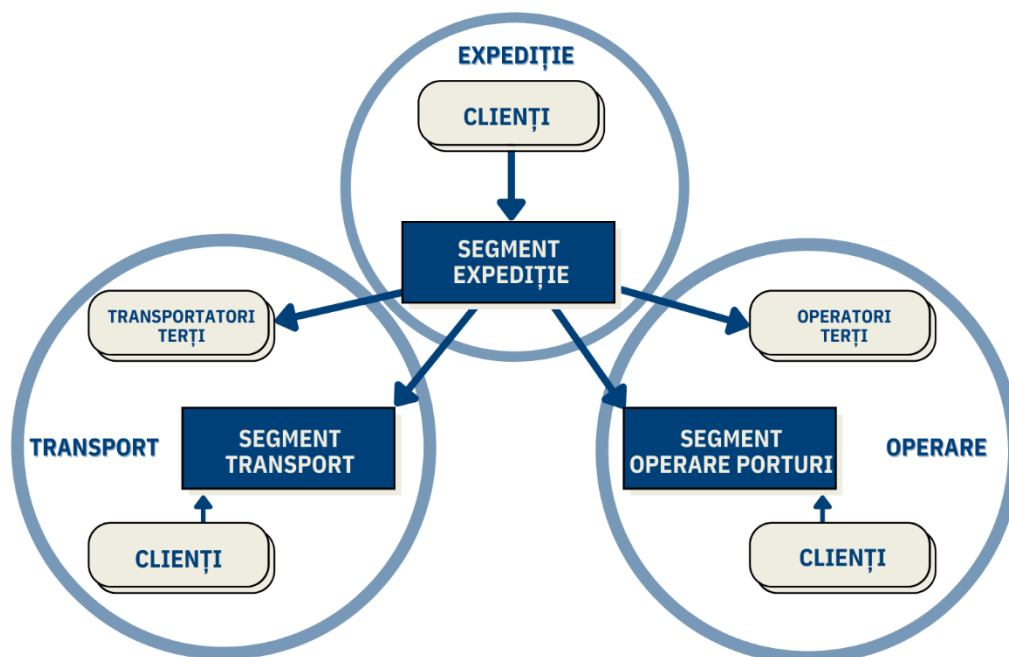 EXPEDIȚIE
CLIENȚI
SEGMENT
EXPEDIȚIE
TRANSPORTATORI
TERȚI
OPERATORI
TERȚI
TRANSPORT
SEGMENT
TRANSPORT
SEGMENT
OPERARE PORTURI
OPERARE
CLIENȚI
CLIENȚI